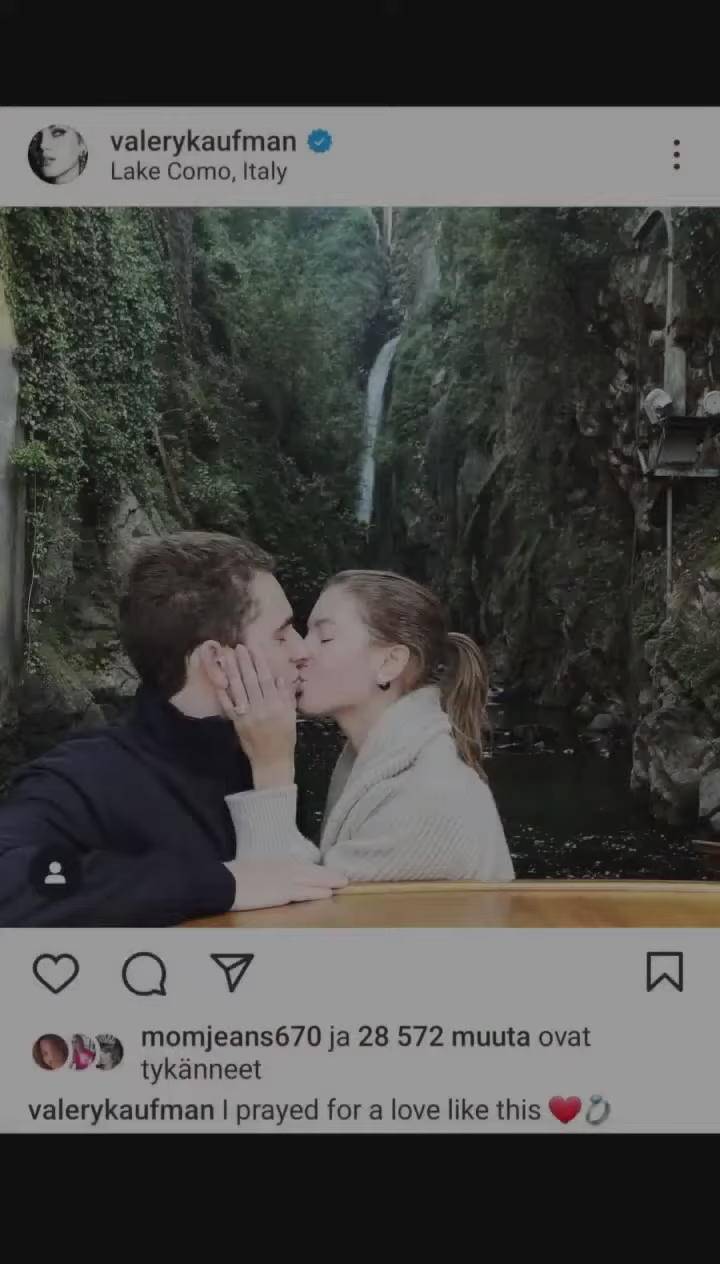 valerykaufman
Lake Como, Italy
momjeans670 ja 28 572 muuta ovat
tykänneet
valerykaufman I prayed for a love like this ❤️💍